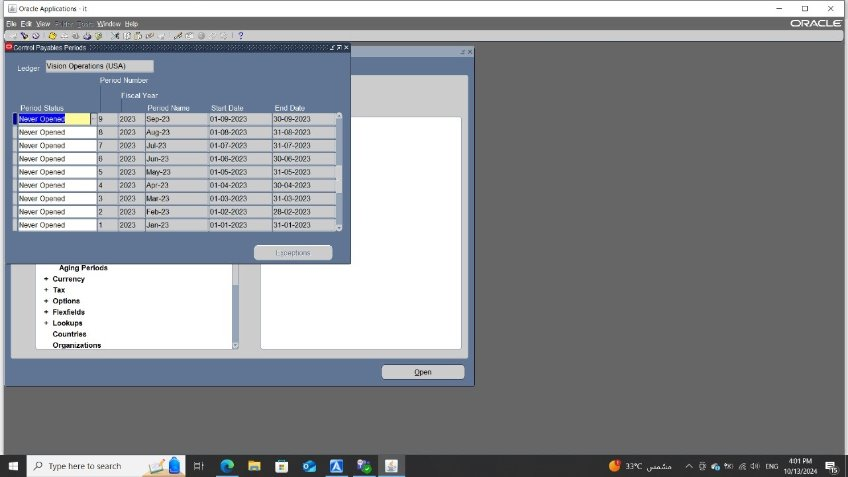 Oracle Applications - it
File Edit View Folder Tools Window Help
ORACLE
Control Payables Periods
Ledger Vision Operations (USA)
Period Number
Fiscal Year
Period Status Period Name Start Date End Date
Never Opened 9 2023 Sep-23 01-09-2023 30-09-2023
Never Opened 8 2023 Aug-23 01-08-2023 31-08-2023
Never Opened 7 2023 Jul-23 01-07-2023 31-07-2023
Never Opened 6 2023 Jun-23 01-06-2023 30-06-2023
Never Opened 5 2023 May-23 01-05-2023 31-05-2023
Never Opened 4 2023 Apr-23 01-04-2023 30-04-2023
Never Opened 3 2023 Mar-23 01-03-2023 31-03-2023
Never Opened 2 2023 Feb-23 01-02-2023 28-02-2023
Never Opened 1 2023 Jan-23 01-01-2023 31-01-2023
Exceptions
Aging Periods
+ Currency
+ Tax
+ Options
+ Flexfields
+ Lookups
Countries
Organizations
Open
Type here to search
33°C مشمس
ENG
4:01 PM
10/13/2024